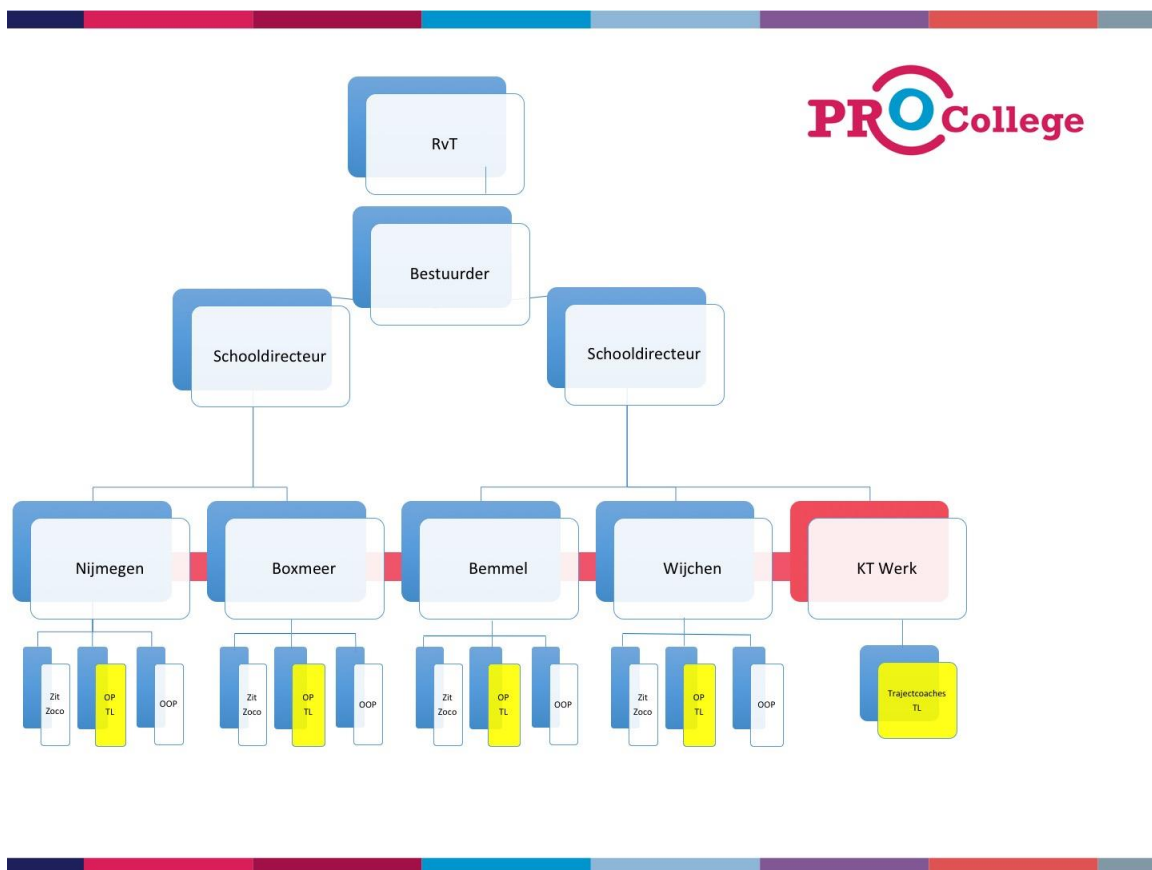 PRO College
RvT
Bestuurder
Schooldirecteur
Schooldirecteur
Nijmegen
Boxmeer
Bemmel
Wijchen
KT Werk
Zit
Zoco
OP
TL
OOP
Zit
Zoco
OP
TL
OOP
Zit
Zoco
OP
TL
OOP
Zit
Zoco
OP
TL
OOP
Trajectcoaches
TL